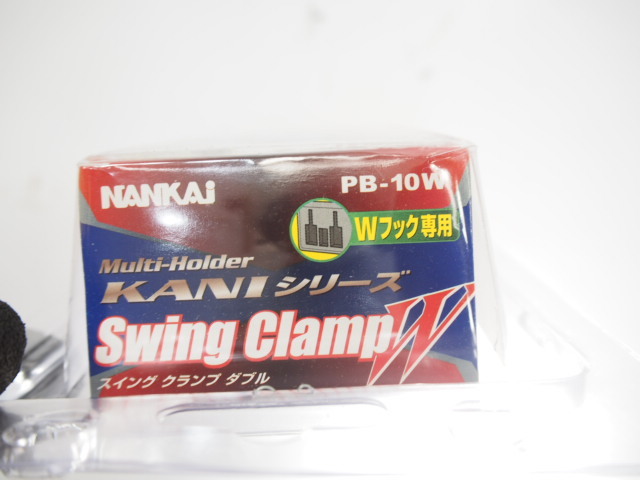 NANKAI
PB-10W
Wフック専用
Multi-Holder
KANIシリーズ
Swing Clamp W
スイング クランプ ダブル